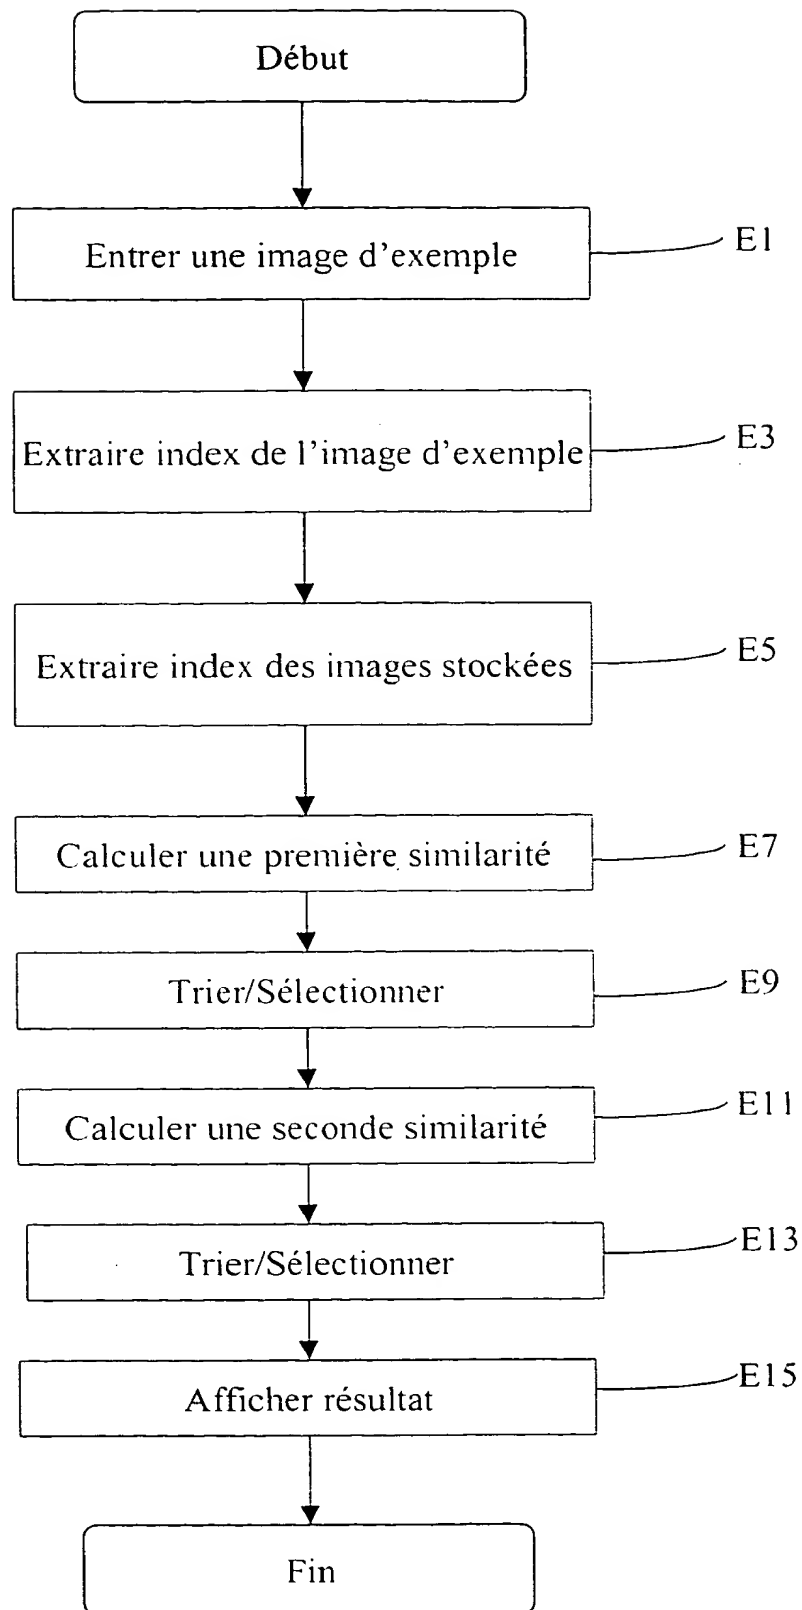 Début
Entrer une image d'exemple
E1
Extraire index de l'image d'exemple
E3
Extraire index des images stockées
E5
Calculer une première similarité
E7
Trier/Sélectionner
E9
Calculer une seconde similarité
E11
Trier/Sélectionner
E13
Afficher résultat
E15
Fin